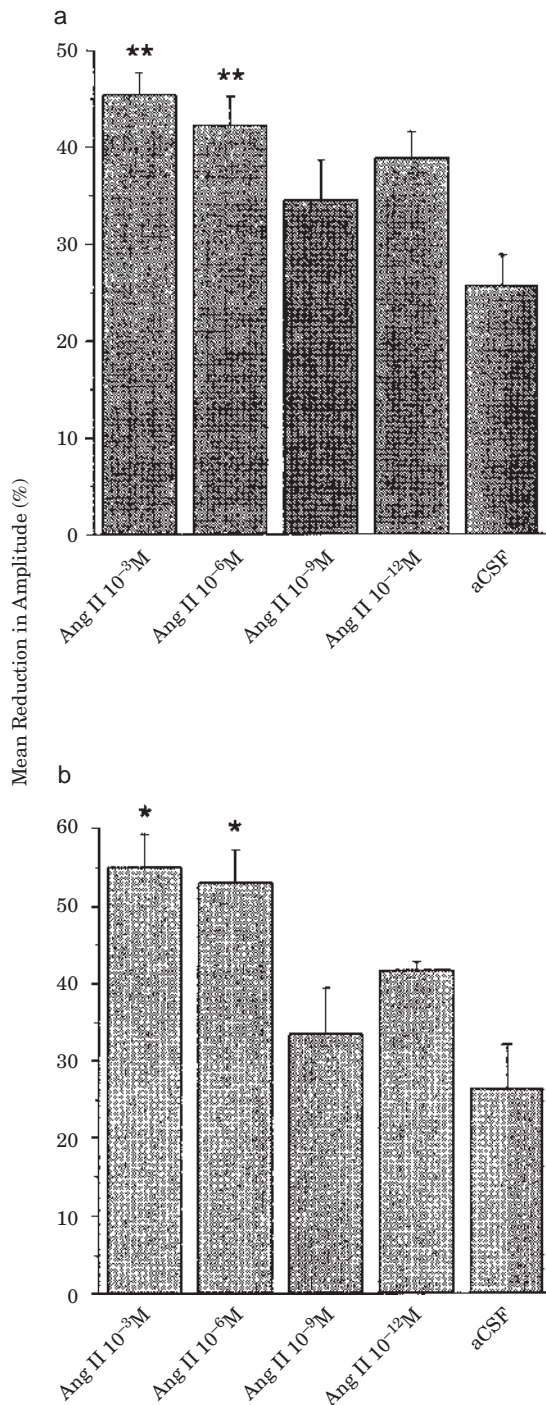 a
50
40
30
20
10
0
** **
Ang II 10⁻³M
Ang II 10⁻⁶M
Ang II 10⁻⁹M
Ang II 10⁻¹²M
aCSF
Mean Reduction in Amplitude (%)
b
60
50
40
30
20
10
0
* *
Ang II 10⁻³M
Ang II 10⁻⁶M
Ang II 10⁻⁹M
Ang II 10⁻¹²M
aCSF